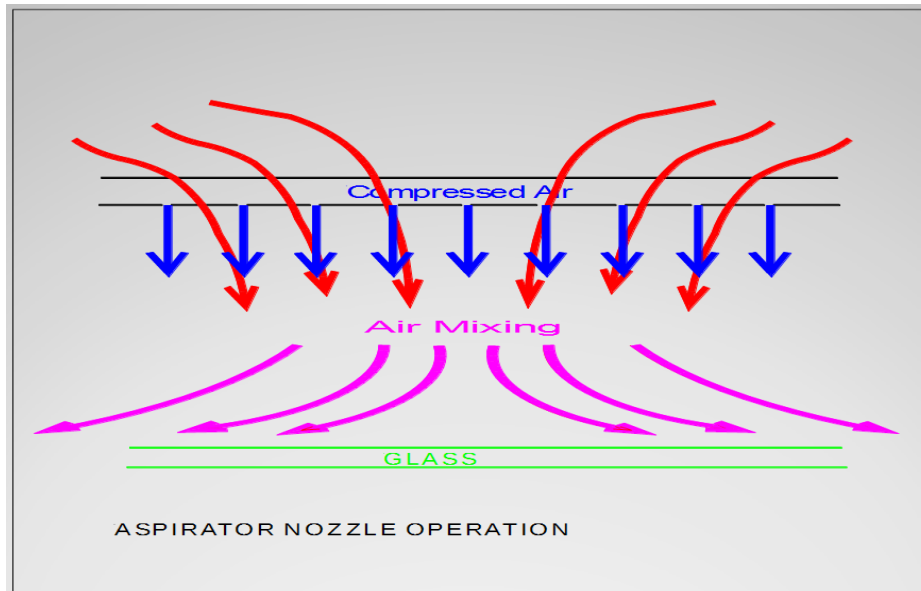 Compressed Air
Air Mixing
GLASS
ASPIRATOR NOZZLE OPERATION